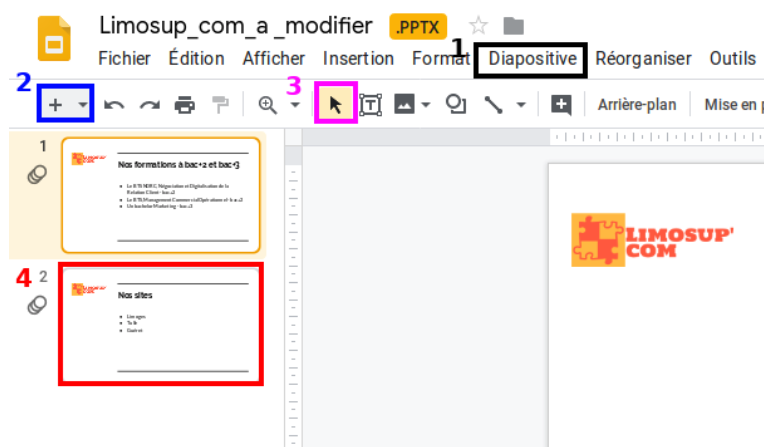 Limosup_com_a _modifier .PPTX
Fichier Édition Afficher Insertion Format 1 Diapositive Réorganiser Outils
2
3
Arrière-plan Mise en
1
LIMOSUP' COM
Nos formations à bac+2 et bac+3
Le BTS NDRC, Négociation et Digitalisation de la
Relation Client - bac+2
Le BTS Management Commercial Opérationnel - bac+2
Un bachelor Marketing - bac+3
LIMOSUP'
COM
4 2
LIMOSUP' COM
Nos sites
Limoges
Tulle
Guéret